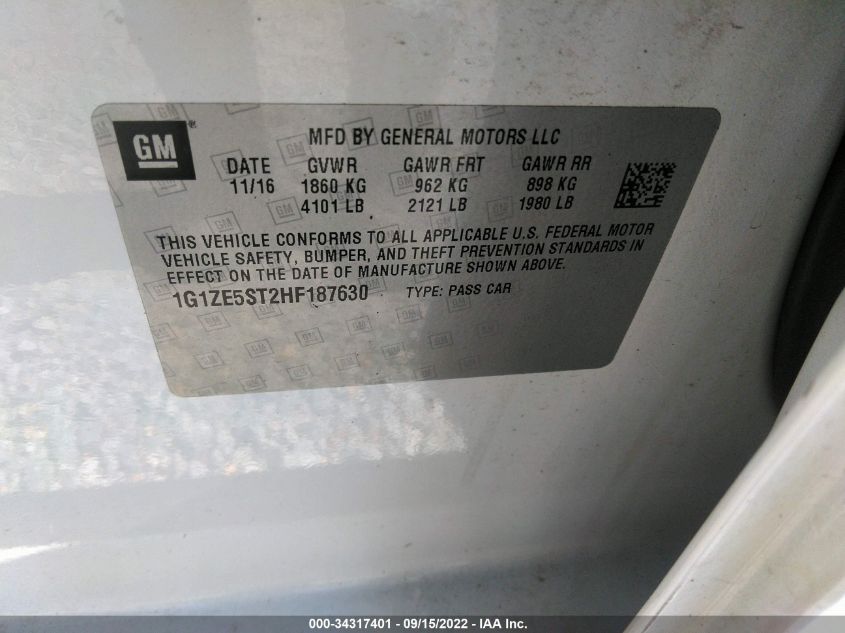 GM
MFD BY GENERAL MOTORS LLC
DATE GVWR GAWR FRT GAWR RR
11/16 1860 KG 962 KG 898 KG
4101 LB 2121 LB 1980 LB
THIS VEHICLE CONFORMS TO ALL APPLICABLE U.S. FEDERAL MOTOR
VEHICLE SAFETY, BUMPER, AND THEFT PREVENTION STANDARDS IN
EFFECT ON THE DATE OF MANUFACTURE SHOWN ABOVE.
1G1ZE5ST2HF187630 TYPE: PASS CAR
000-34317401 - 09/15/2022 - IAA Inc.